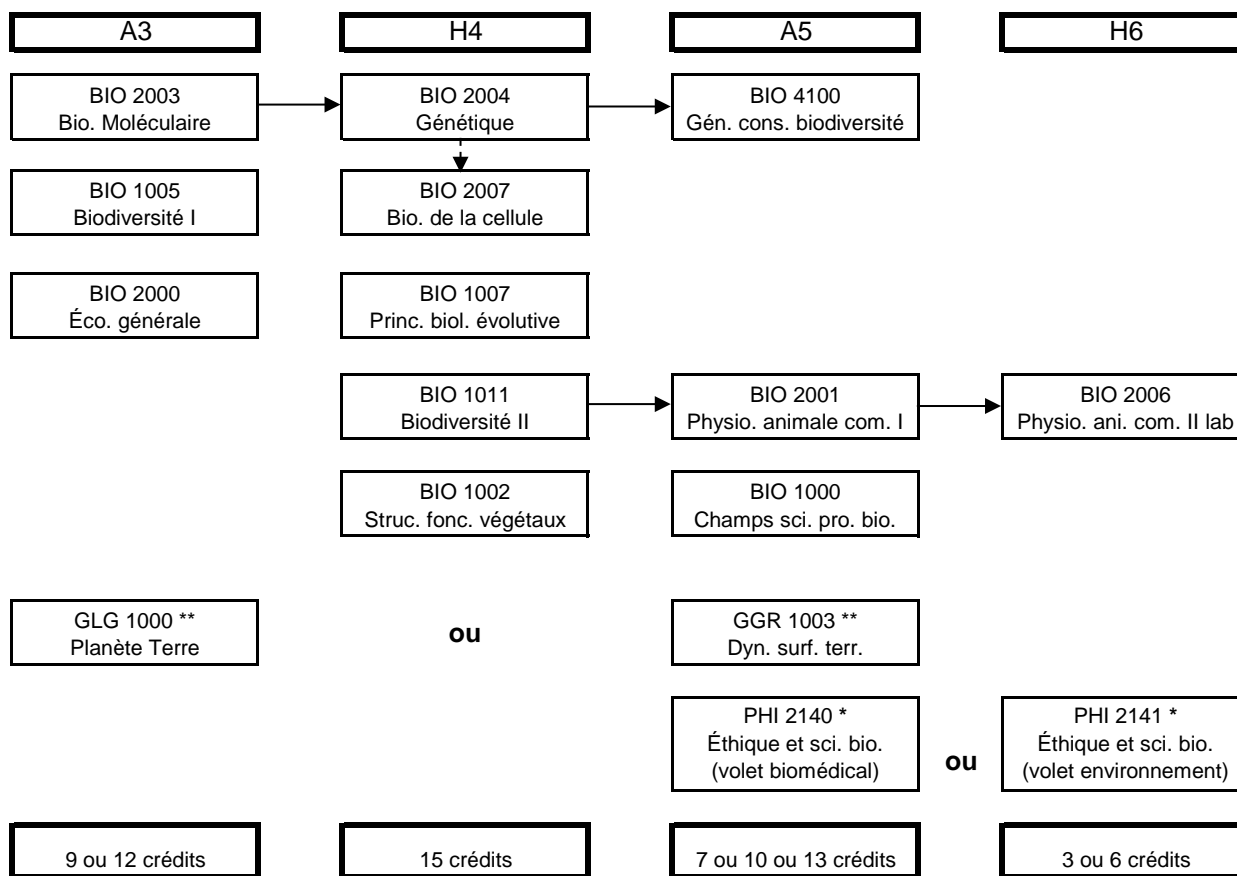 A3
H4
A5
H6
BIO 2003
Bio. Moléculaire
BIO 2004
Génétique
BIO 4100
Gén. cons. biodiversité
BIO 1005
Biodiversité I
BIO 2007
Bio. de la cellule
BIO 2000
Éco. générale
BIO 1007
Princ. biol. évolutive
BIO 1011
Biodiversité II
BIO 2001
Physio. animale com. I
BIO 2006
Physio. ani. com. II lab
BIO 1002
Struc. fonc. végétaux
BIO 1000
Champs sci. pro. bio.
GLG 1000 **
Planète Terre
ou
GGR 1003 **
Dyn. surf. terr.
PHI 2140 *
Éthique et sci. bio.
(volet biomédical)
ou
PHI 2141 *
Éthique et sci. bio.
(volet environnement)
9 ou 12 crédits
15 crédits
7 ou 10 ou 13 crédits
3 ou 6 crédits